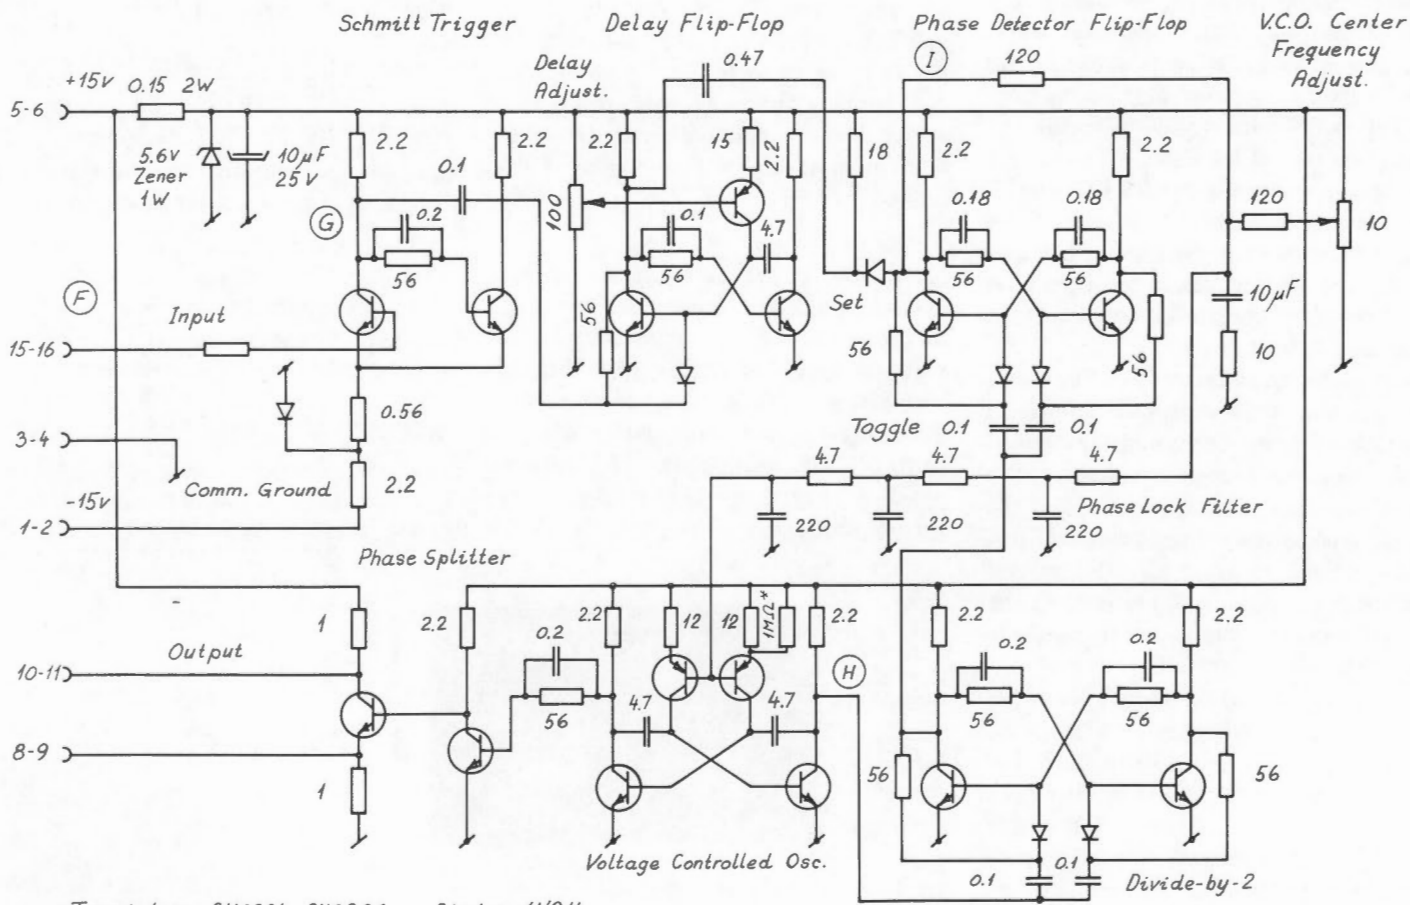 Schmitt Trigger
Delay Flip-Flop
Phase Detector Flip-Flop
V.C.O. Center
Frequency
Adjust.
I
120
0.47
Delay
Adjust.
+15v
0.15 2W
5-6
5.6v
Zener
1W
10µF
25V
2.2
2.2
2.2
15
2.2
18
2.2
2.2
0.1
G
0.2
56
100
0.1
56
4.7
0.18
56
0.18
56
120
10
F
Input
15-16
56
Set
56
56
10µF
10
0.56
3-4
Toggle
0.1
0.1
4.7
4.7
4.7
Comm. Ground
2.2
-15v
1-2
220
220
220
Phase Lock Filter
Phase Splitter
1
2.2
2.2
12
12
1MΩ*
2.2
2.2
2.2
0.2
56
Output
10-11
H
0.2
56
0.2
56
4.7
4.7
8-9
1
56
56
Voltage Controlled Osc.
0.1
0.1
Divide-by-2